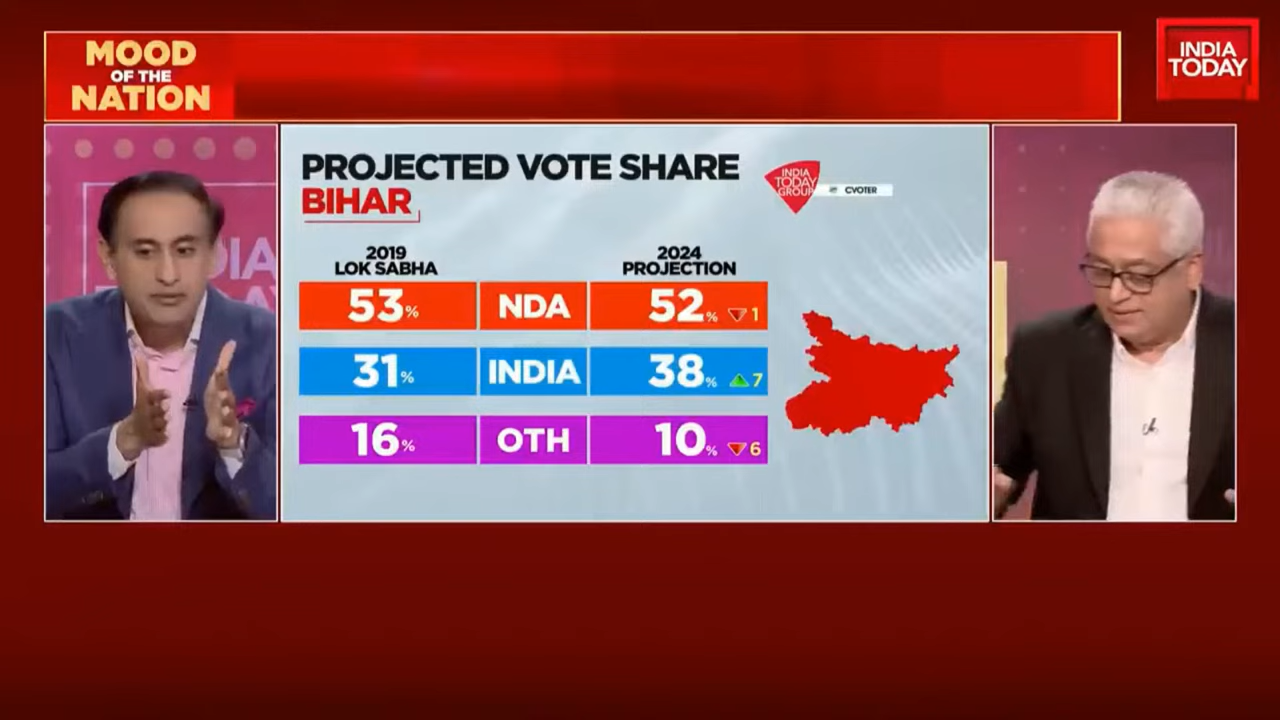 MOOD
OF THE
NATION
INDIA
TODAY
PROJECTED VOTE SHARE
BIHAR
INDIA
TODAY
GROUP
CVOTER
2019
LOK SABHA
2024
PROJECTION
53% NDA 52% 1
31% INDIA 38% 7
16% OTH 10% 6